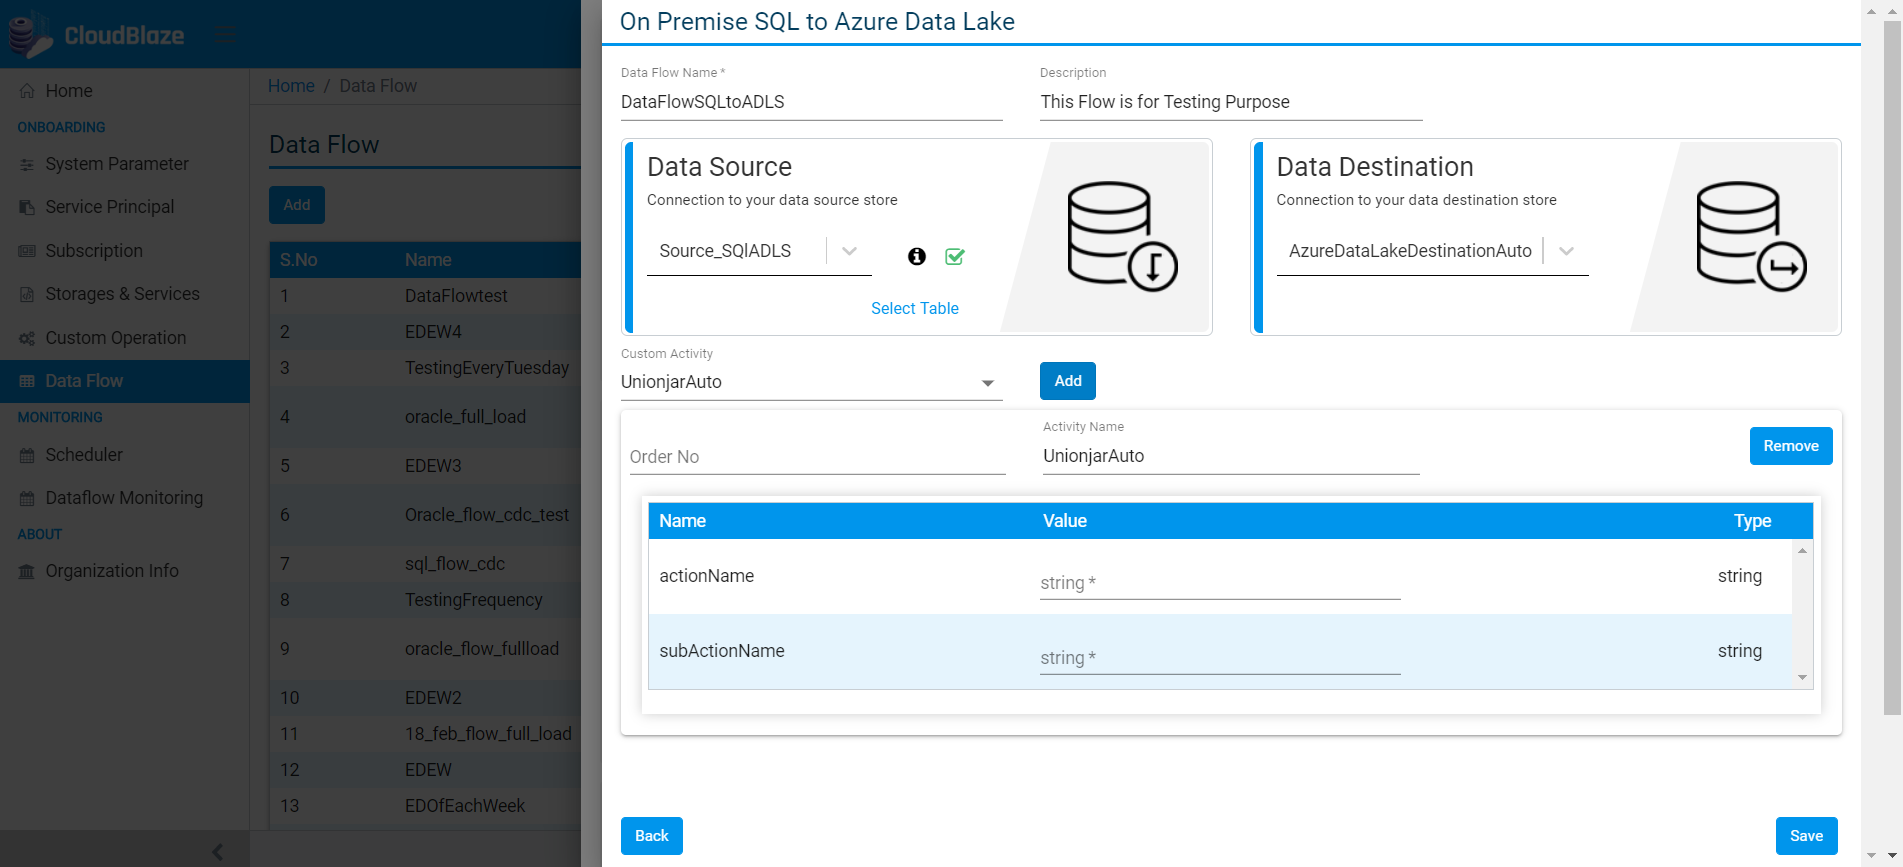 CloudBlaze
Home
ONBOARDING
System Parameter
Service Principal
Subscription
Storages & Services
Custom Operation
Data Flow
MONITORING
Scheduler
Dataflow Monitoring
ABOUT
Organization Info
Home / Data Flow
Data Flow
Add
S.No Name
1 DataFlowtest
2 EDEW4
3 TestingEveryTuesday
4 oracle_full_load
5 EDEW3
6 Oracle_flow_cdc_test
7 sql_flow_cdc
8 TestingFrequency
9 oracle_flow_fullload
10 EDEW2
11 18_feb_flow_full_load
12 EDEW
13 EDOfEachWeek
On Premise SQL to Azure Data Lake
Data Flow Name * Description
DataFlowSQLtoADLS This Flow is for Testing Purpose
Data Source
Connection to your data source store
Source_SQlADLS
Select Table
Data Destination
Connection to your data destination store
AzureDataLakeDestinationAuto
Custom Activity
UnionjarAuto
Add
Order No
Activity Name
UnionjarAuto
Remove
Name Value Type
actionName string * string
subActionName string * string
Back Save